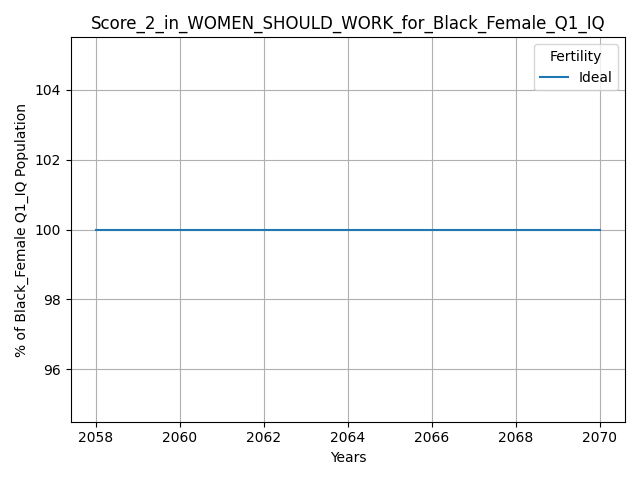 Score_2_in_WOMEN_SHOULD_WORK_for_Black_Female_Q1_IQ
Fertility
Ideal
104
102
100
98
96
% of Black_Female Q1_IQ Population
2058
2060
2062
2064
2066
2068
2070
Years